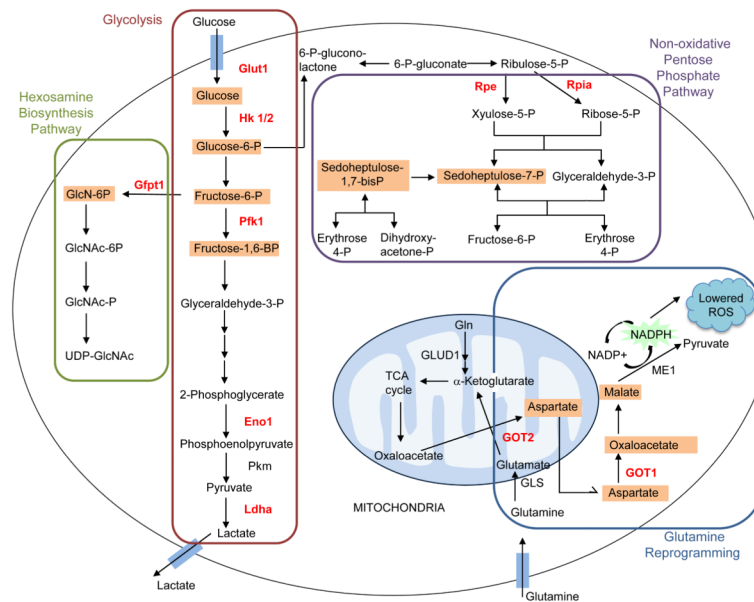 Glycolysis
Glucose
Glut1
Glucose
Hk 1/2
Glucose-6-P
Fructose-6-P
Pfk1
Fructose-1,6-BP
Glyceraldehyde-3-P
2-Phosphoglycerate
Eno1
Phosphoenolpyruvate
Pkm
Pyruvate
Ldha
Lactate
Lactate
Hexosamine
Biosynthesis
Pathway
Gfpt1
GlcN-6P
GlcNAc-6P
GlcNAc-P
UDP-GlcNAc
6-P-glucono-
lactone
6-P-gluconate
Ribulose-5-P
Non-oxidative
Pentose
Phosphate
Pathway
Rpe
Rpia
Xyulose-5-P
Ribose-5-P
Sedoheptulose-
1,7-bisP
Sedoheptulose-7-P
Glyceraldehyde-3-P
Erythrose
4-P
Dihydroxy-
acetone-P
Fructose-6-P
Erythrose
4-P
Lowered
ROS
NADPH
NADP+
Pyruvate
ME1
Malate
Oxaloacetate
GOT1
Aspartate
Gln
GLUD1
TCA
cycle
α-Ketoglutarate
Aspartate
GOT2
Oxaloacetate
Glutamate
GLS
Glutamine
MITOCHONDRIA
Glutamine
Reprogramming
Glutamine